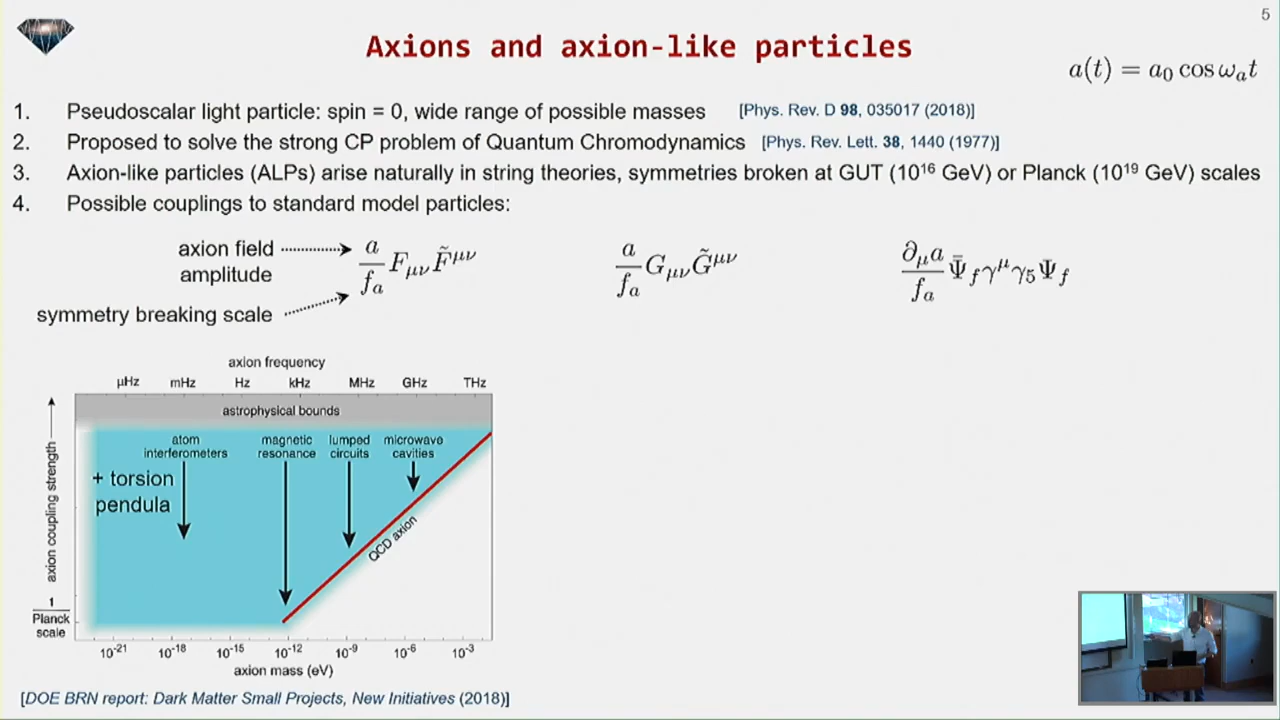 5
Axions and axion-like particles
a(t) = a₀ cos ωₐt
1. Pseudoscalar light particle: spin = 0, wide range of possible masses [Phys. Rev. D 98, 035017 (2018)]
2. Proposed to solve the strong CP problem of Quantum Chromodynamics [Phys. Rev. Lett. 38, 1440 (1977)]
3. Axion-like particles (ALPs) arise naturally in string theories, symmetries broken at GUT (10¹⁶ GeV) or Planck (10¹⁹ GeV) scales
4. Possible couplings to standard model particles:
axion field
amplitude
symmetry breaking scale
a/fₐ F_μν F̃^μν
a/fₐ G_μν G̃^μν
∂_μ a/fₐ Ψ̄_f γ^μ γ₅ Ψ_f
axion frequency
μHz mHz Hz kHz MHz GHz THz
astrophysical bounds
atom
interferometers
magnetic
resonance
lumped
circuits
microwave
cavities
+ torsion
pendula
QCD axion
axion coupling strength
1
Planck
scale
10⁻²¹ 10⁻¹⁸ 10⁻¹⁵ 10⁻¹² 10⁻⁹ 10⁻⁶ 10⁻³
axion mass (eV)
[DOE BRN report: Dark Matter Small Projects, New Initiatives (2018)]